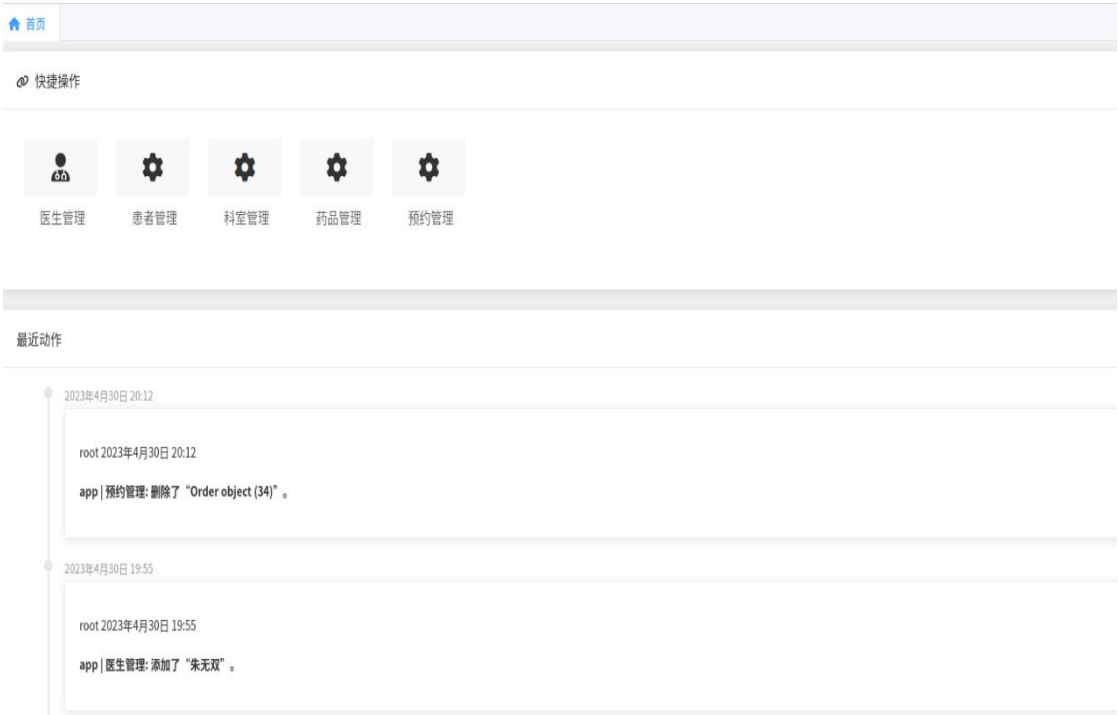 首页
快捷操作
医生管理 患者管理 科室管理 药品管理 预约管理
最近动作
2023年4月30日 20:12
root 2023年4月30日 20:12
app | 预约管理: 删除了“Order object (34)”。
2023年4月30日 19:55
root 2023年4月30日 19:55
app | 医生管理: 添加了“朱无双”。